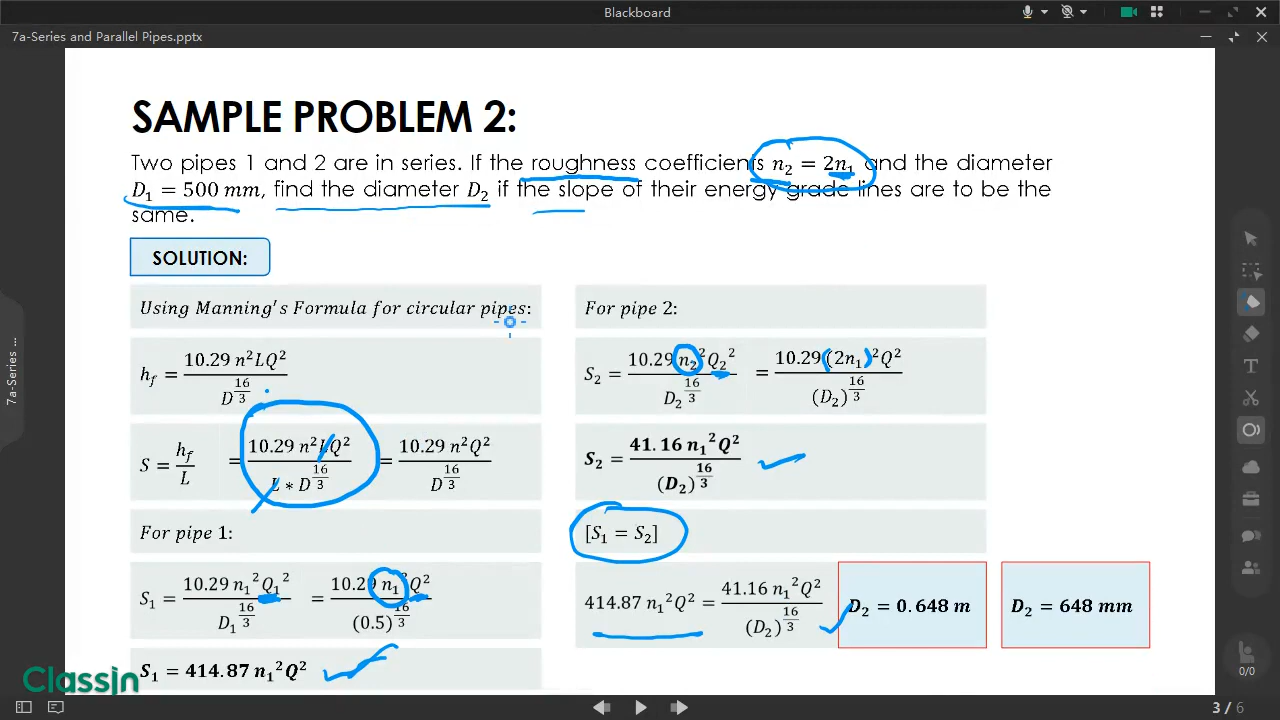 Blackboard
7a-Series and Parallel Pipes.pptx
SAMPLE PROBLEM 2:
Two pipes 1 and 2 are in series. If the roughness coefficients n₂ = 2n₁ and the diameter
D₁ = 500 mm, find the diameter D₂ if the slope of their energy grade lines are to be the
same.
SOLUTION:
Using Manning's Formula for circular pipes:
h_f = 10.29 n²LQ² / D^(16/3)
S = h_f / L = 10.29 n²LQ² / L * D^(16/3) = 10.29 n²Q² / D^(16/3)
For pipe 1:
S₁ = 10.29 n₁²Q₁² / D₁^(16/3) = 10.29 n₁²Q² / (0.5)^(16/3)
S₁ = 414.87 n₁²Q²
For pipe 2:
S₂ = 10.29 n₂²Q₂² / D₂^(16/3) = 10.29 (2n₁)²Q² / (D₂)^(16/3)
S₂ = 41.16 n₁²Q² / (D₂)^(16/3)
[S₁ = S₂]
414.87 n₁²Q² = 41.16 n₁²Q² / (D₂)^(16/3)
D₂ = 0.648 m
D₂ = 648 mm
7a-Series ...
ClassIn
0/0
3 / 6